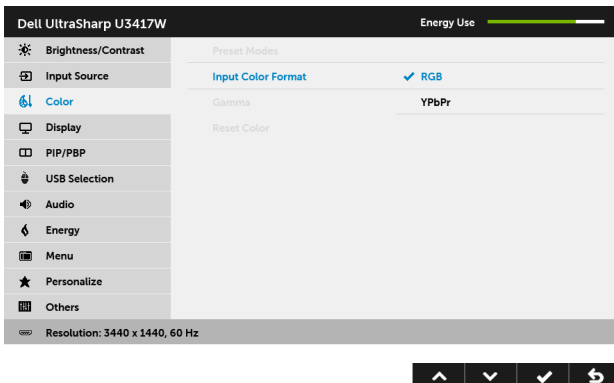 Dell UltraSharp U3417W
Energy Use
Brightness/Contrast
Preset Modes
Input Source
Input Color Format
RGB
Color
Gamma
YPbPr
Display
Reset Color
PIP/PBP
USB Selection
Audio
Energy
Menu
Personalize
Others
Resolution: 3440 x 1440, 60 Hz